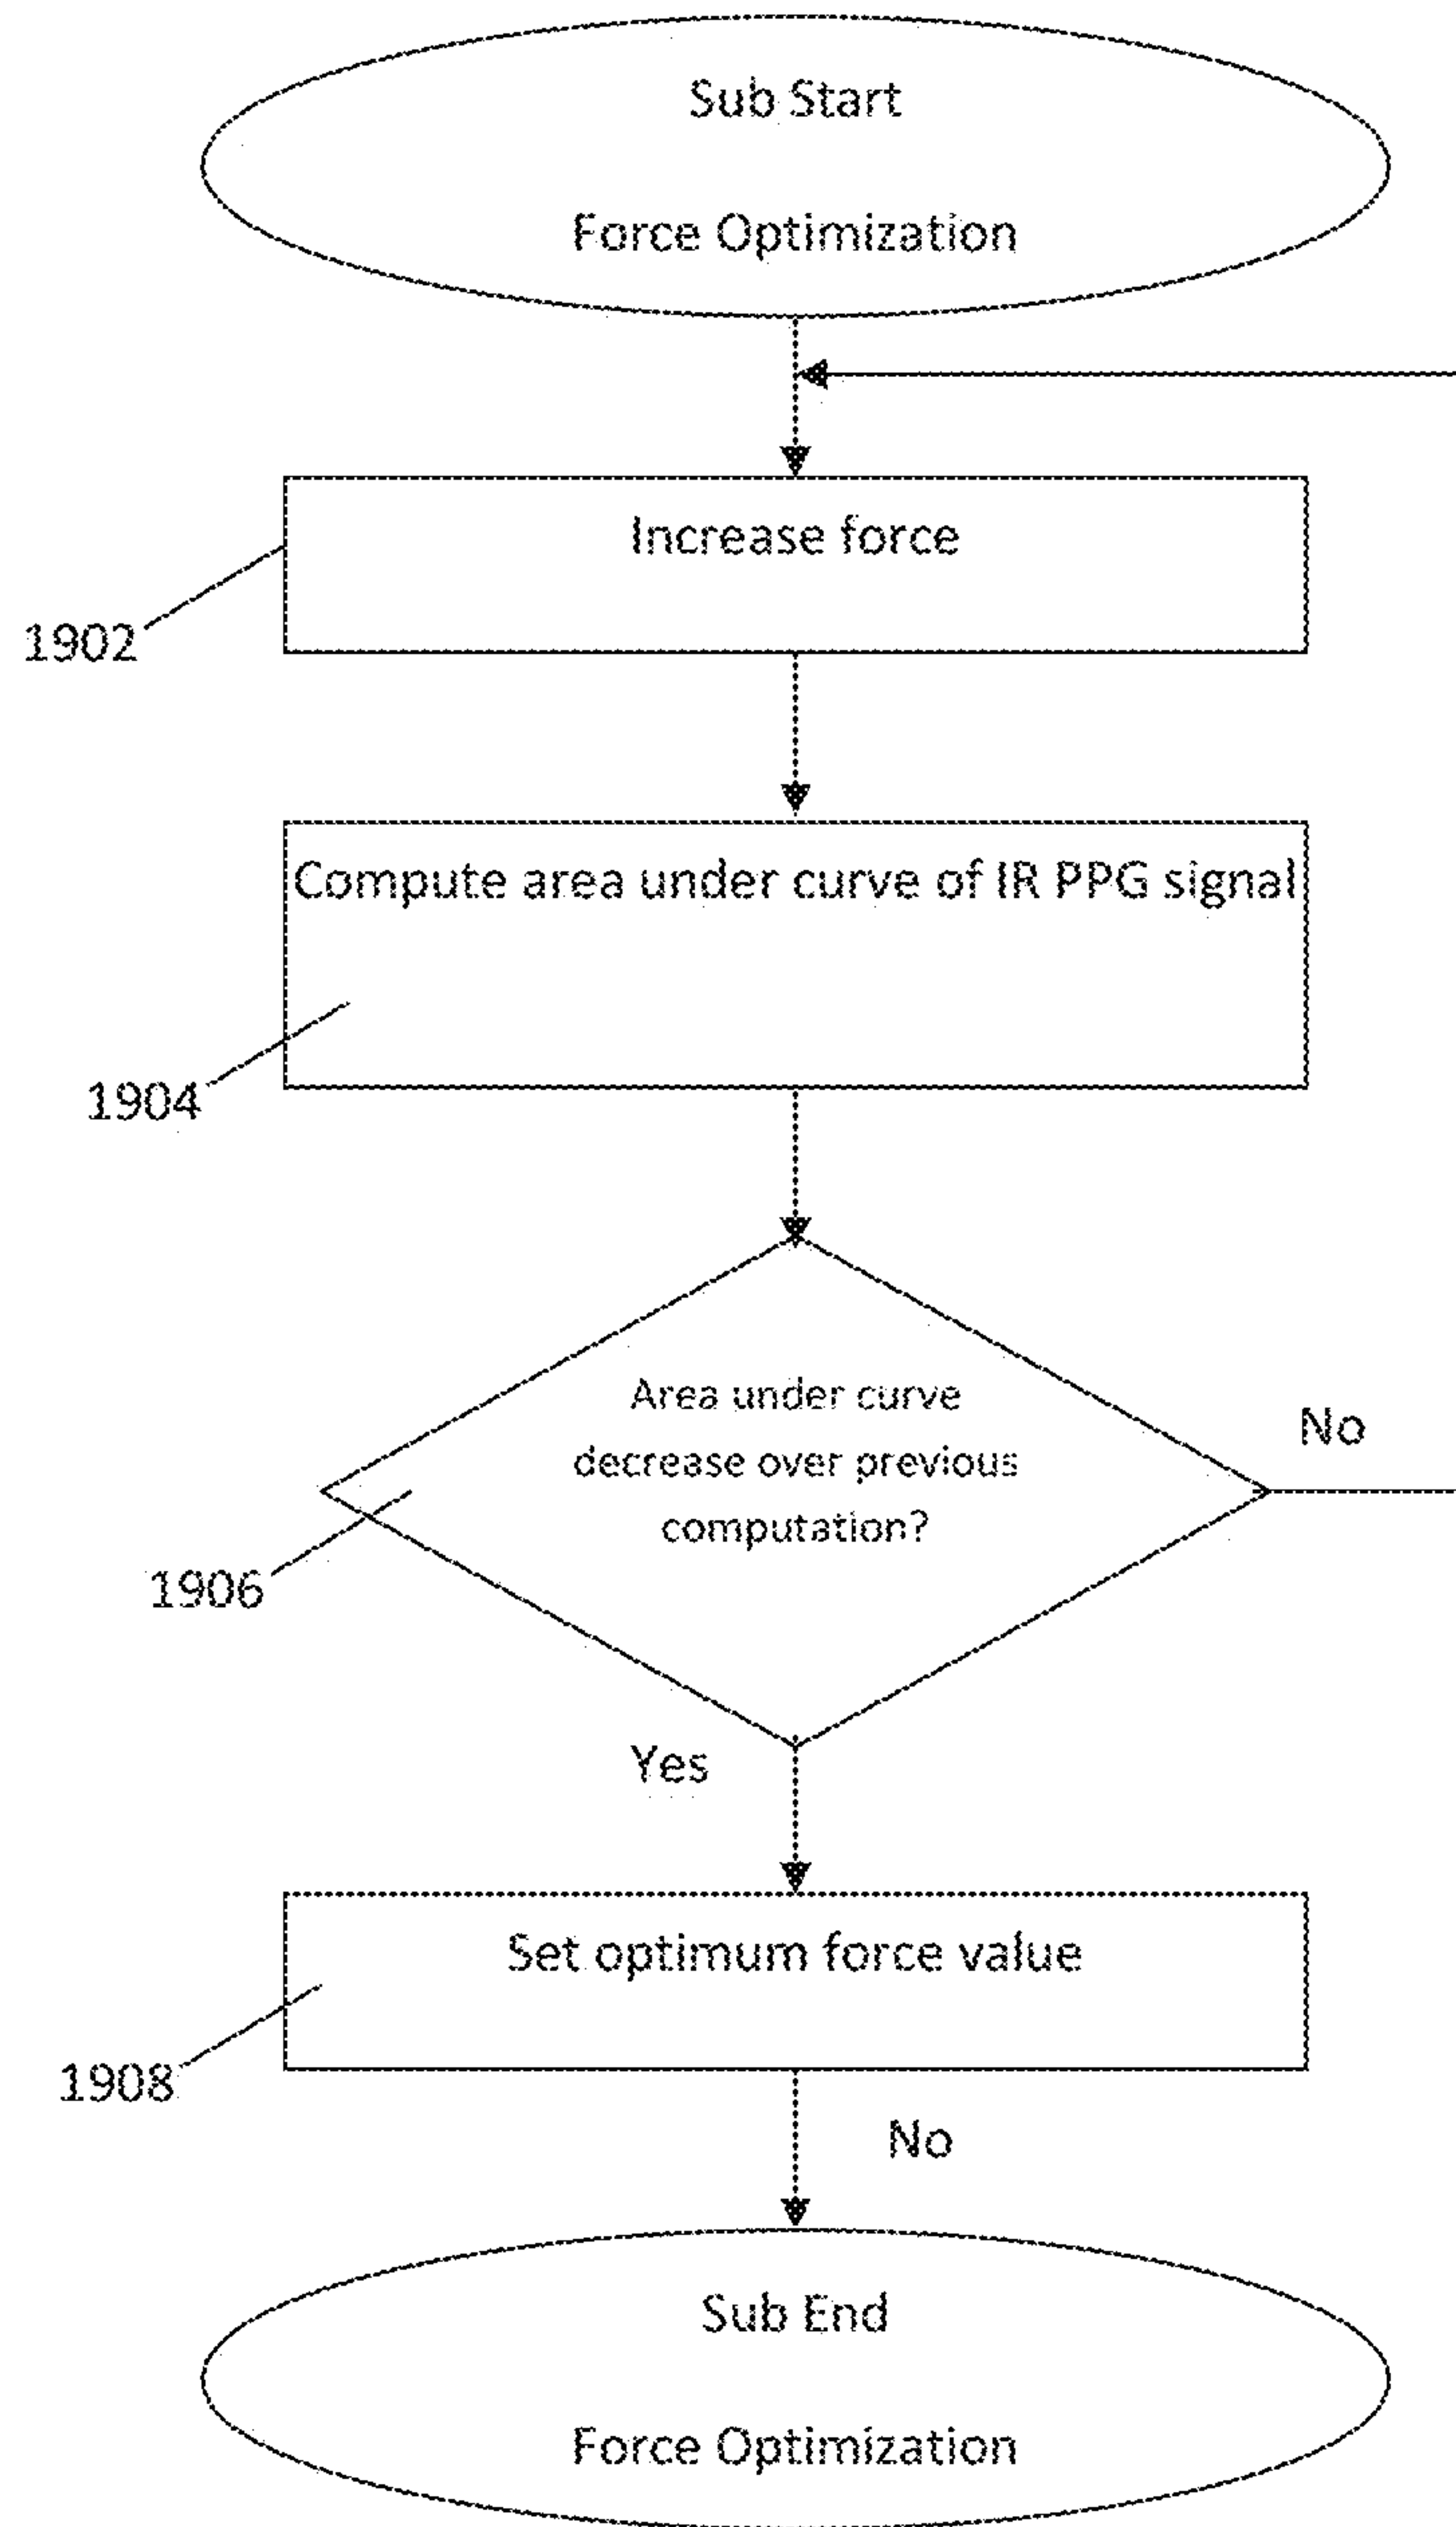 Sub Start
Force Optimization
Increase force
1902
Compute area under curve of IR PPG signal
1904
Area under curve
decrease over previous
computation?
No
1906
Yes
Set optimum force value
1908
No
Sub End
Force Optimization